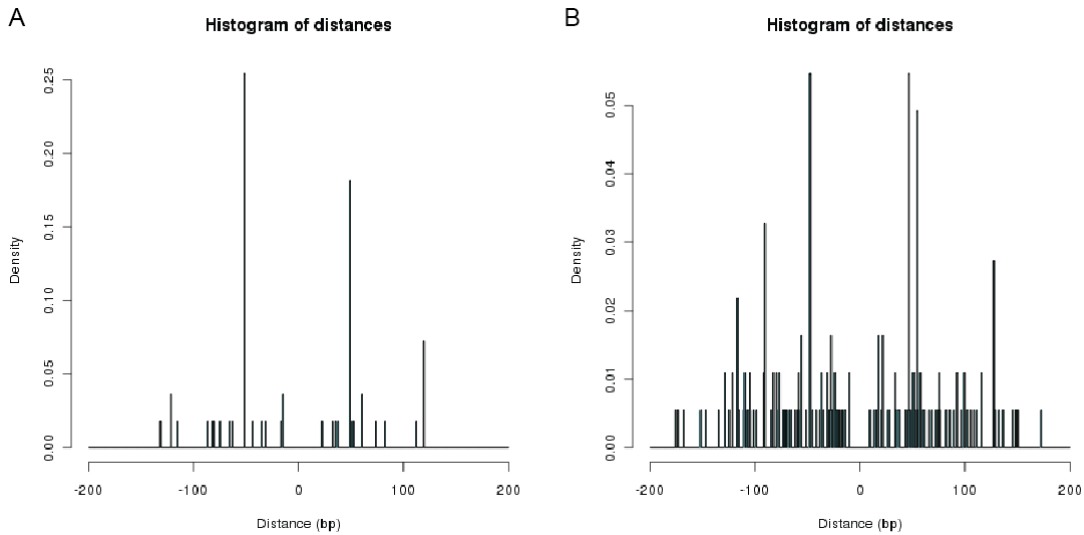 A
Histogram of distances
Density
0.25
0.20
0.15
0.10
0.05
0.00
-200
-100
0
100
200
Distance (bp)
B
Histogram of distances
Density
0.05
0.04
0.03
0.02
0.01
0.00
-200
-100
0
100
200
Distance (bp)